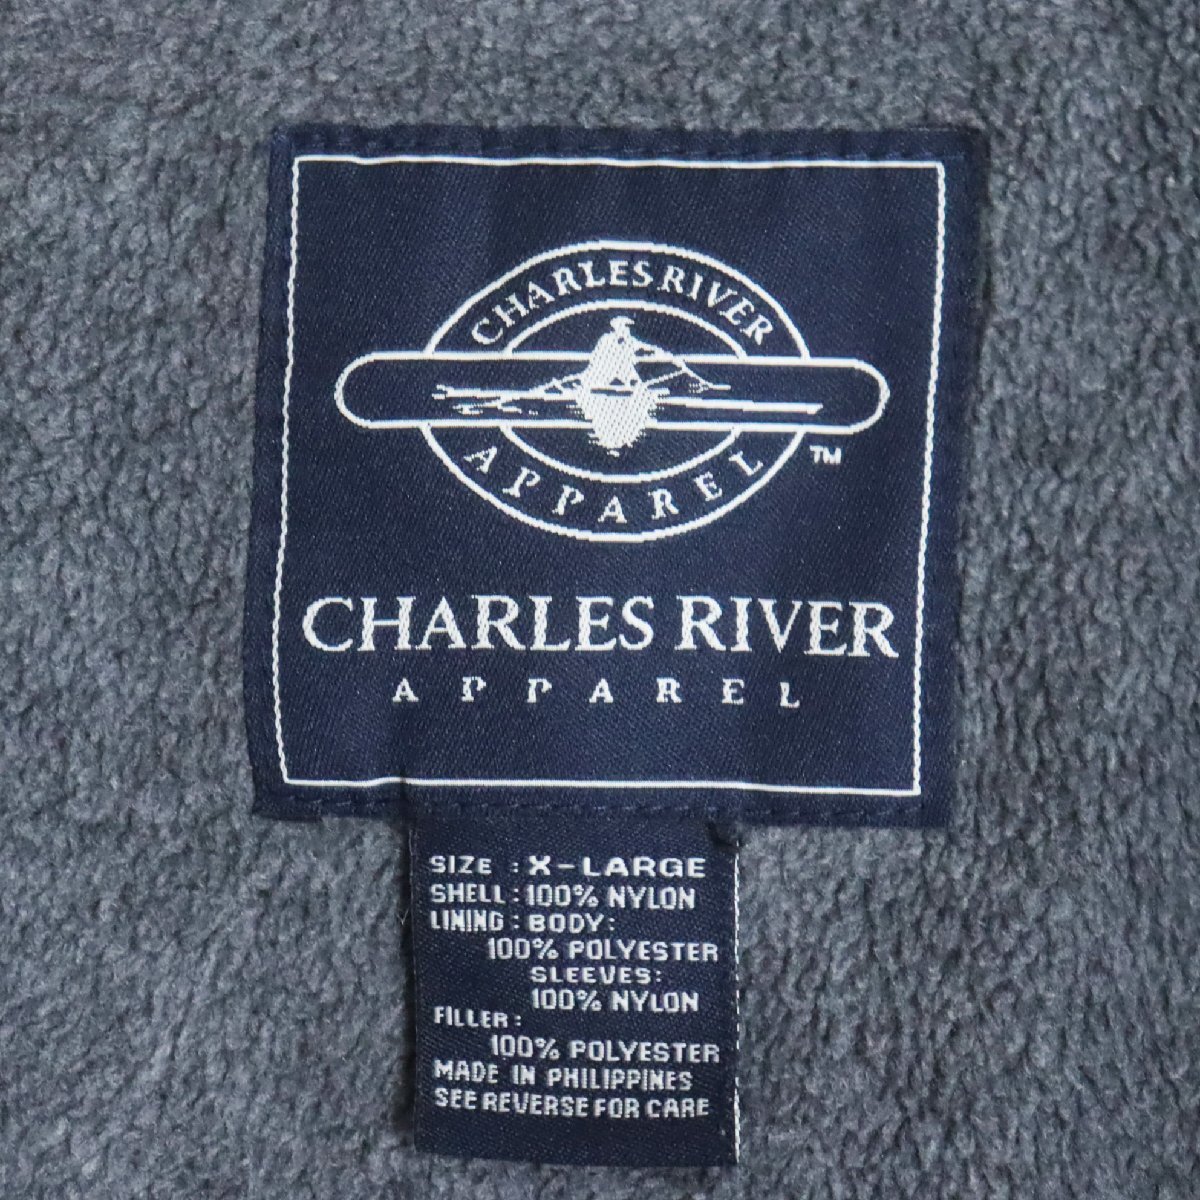 CHARLES RIVER
APPAREL
TM
CHARLES RIVER
APPAREL
SIZE : X-LARGE
SHELL : 100% NYLON
LINING : BODY:
100% POLYESTER
SLEEVES:
100% NYLON
FILLER :
100% POLYESTER
MADE IN PHILIPPINES
SEE REVERSE FOR CARE